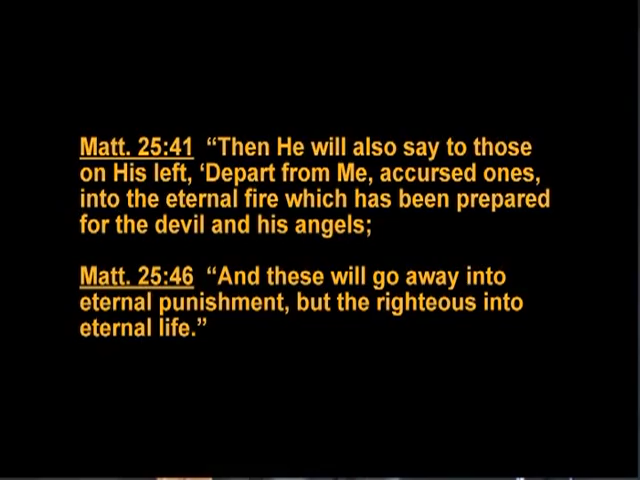 Matt. 25:41  “Then He will also say to those
on His left, ‘Depart from Me, accursed ones,
into the eternal fire which has been prepared
for the devil and his angels;
Matt. 25:46  “And these will go away into
eternal punishment, but the righteous into
eternal life.”